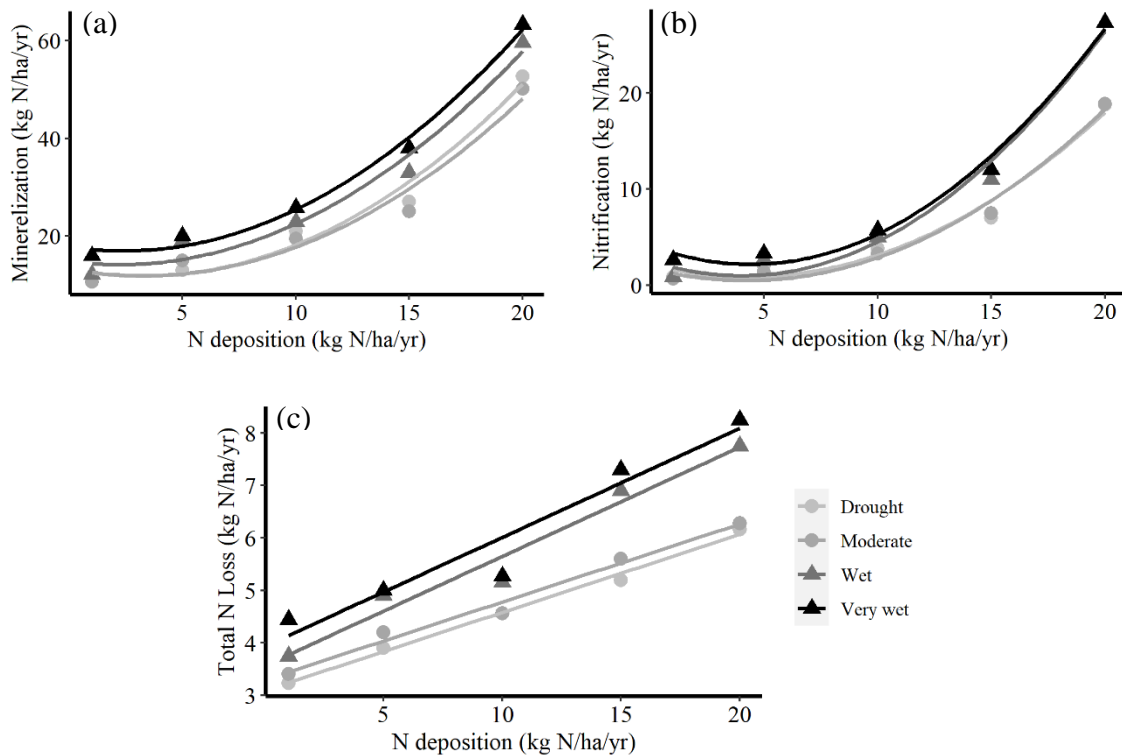 (a)
Minerelization (kg N/ha/yr)
60
40
20
5 10 15 20
N deposition (kg N/ha/yr)
(b)
Nitrification (kg N/ha/yr)
20
10
0
5 10 15 20
N deposition (kg N/ha/yr)
(c)
Total N Loss (kg N/ha/yr)
8
7
6
5
4
3
5 10 15 20
N deposition (kg N/ha/yr)
Drought
Moderate
Wet
Very wet